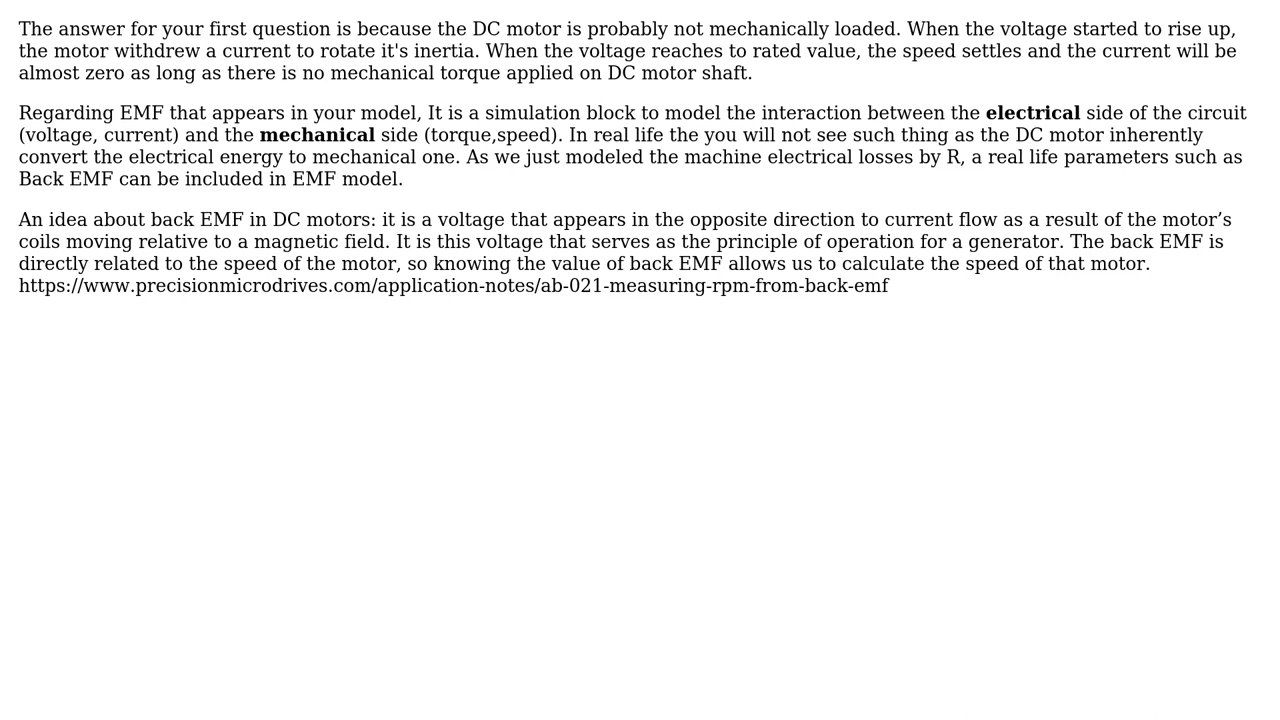 The answer for your first question is because the DC motor is probably not mechanically loaded. When the voltage started to rise up,
the motor withdrew a current to rotate it's inertia. When the voltage reaches to rated value, the speed settles and the current will be
almost zero as long as there is no mechanical torque applied on DC motor shaft.
Regarding EMF that appears in your model, It is a simulation block to model the interaction between the electrical side of the circuit
(voltage, current) and the mechanical side (torque,speed). In real life the you will not see such thing as the DC motor inherently
convert the electrical energy to mechanical one. As we just modeled the machine electrical losses by R, a real life parameters such as
Back EMF can be included in EMF model.
An idea about back EMF in DC motors: it is a voltage that appears in the opposite direction to current flow as a result of the motor’s
coils moving relative to a magnetic field. It is this voltage that serves as the principle of operation for a generator. The back EMF is
directly related to the speed of the motor, so knowing the value of back EMF allows us to calculate the speed of that motor.
https://www.precisionmicrodrives.com/application-notes/ab-021-measuring-rpm-from-back-emf